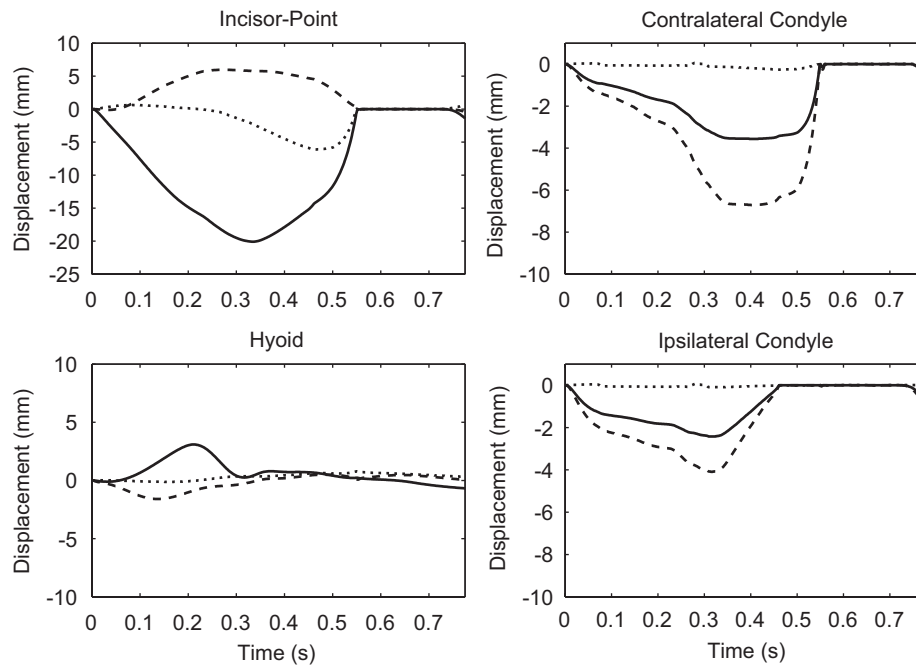 Incisor-Point
Displacement (mm)
10
5
0
-5
-10
-15
-20
-25
0 0.1 0.2 0.3 0.4 0.5 0.6 0.7
Contralateral Condyle
Displacement (mm)
0
-2
-4
-6
-8
-10
0 0.1 0.2 0.3 0.4 0.5 0.6 0.7
Hyoid
Displacement (mm)
10
5
0
-5
-10
0 0.1 0.2 0.3 0.4 0.5 0.6 0.7
Time (s)
Ipsilateral Condyle
Displacement (mm)
0
-2
-4
-6
-8
-10
0 0.1 0.2 0.3 0.4 0.5 0.6 0.7
Time (s)